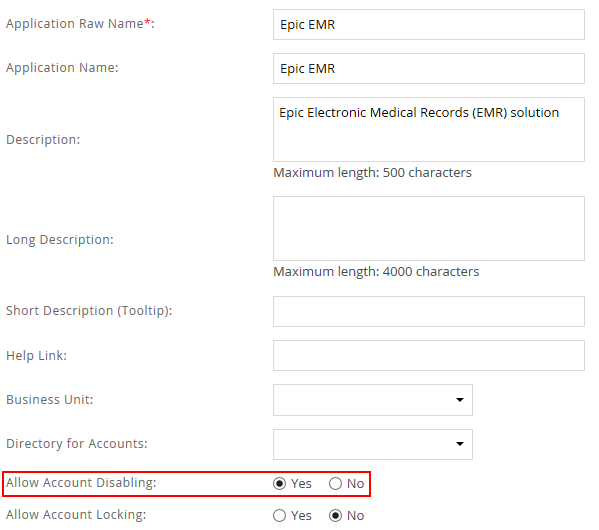 Application Raw Name*: Epic EMR
Application Name: Epic EMR
Description: Epic Electronic Medical Records (EMR) solution
Maximum length: 500 characters
Long Description:
Maximum length: 4000 characters
Short Description (Tooltip):
Help Link:
Business Unit:
Directory for Accounts:
Allow Account Disabling: Yes No
Allow Account Locking: Yes No